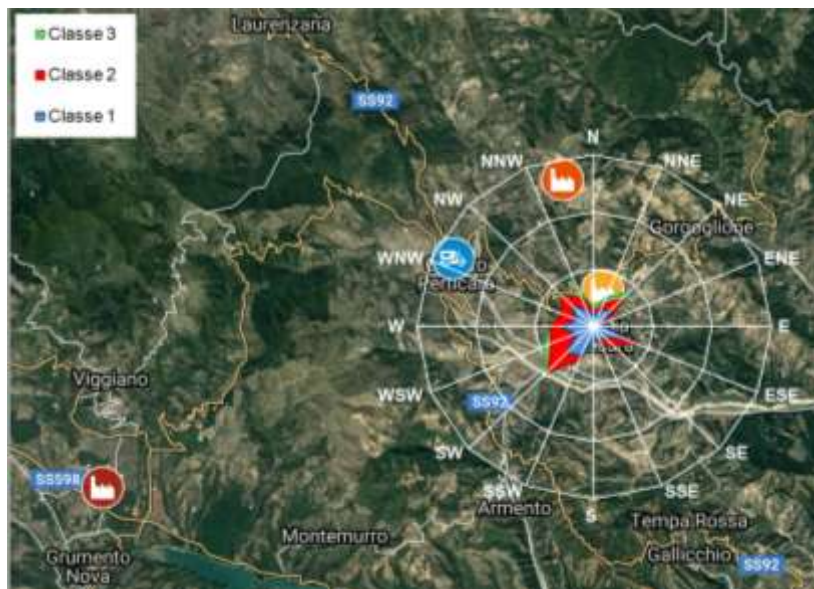 Classe 3
Classe 2
Classe 1
Laurenzana
SS92
N
NNW
NNE
NW
NE
Gorgoglione
WNW
ENE
Perticara
W
E
Viggiano
WSW
ESE
SS92
SW
SE
SS598
SSW
SSE
Armento
S
Tempa Rossa
Montemurro
Gallicchio
Grumento
Nova
SS92